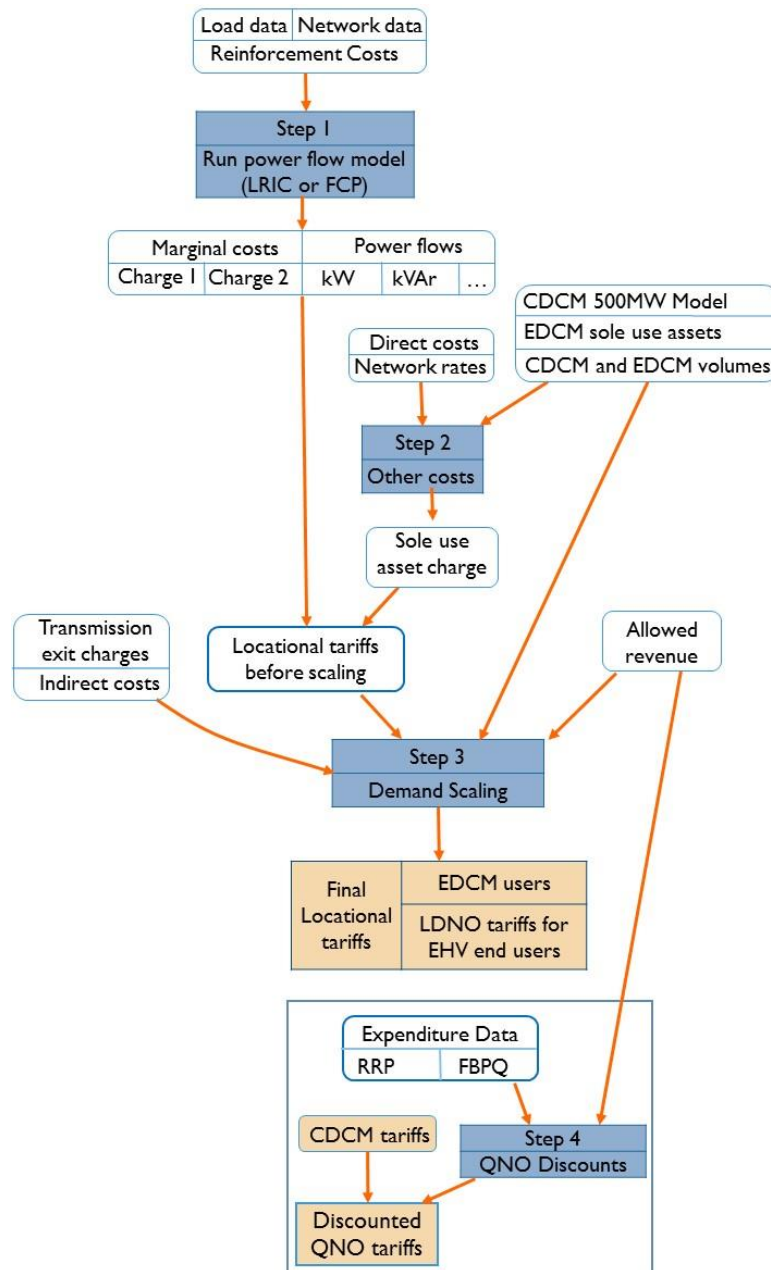 Load data Network data
Reinforcement Costs
Step 1
Run power flow model
(LRIC or FCP)
Marginal costs
Power flows
Charge 1 Charge 2
kW kVAr ...
CDCM 500MW Model
EDCM sole use assets
CDCM and EDCM volumes
Direct costs
Network rates
Step 2
Other costs
Sole use
asset charge
Transmission
exit charges
Indirect costs
Locational tariffs
before scaling
Allowed
revenue
Step 3
Demand Scaling
Final
Locational
tariffs
EDCM users
LDNO tariffs for
EHV end users
Expenditure Data
RRP FBPQ
CDCM tariffs
Step 4
QNO Discounts
Discounted
QNO tariffs